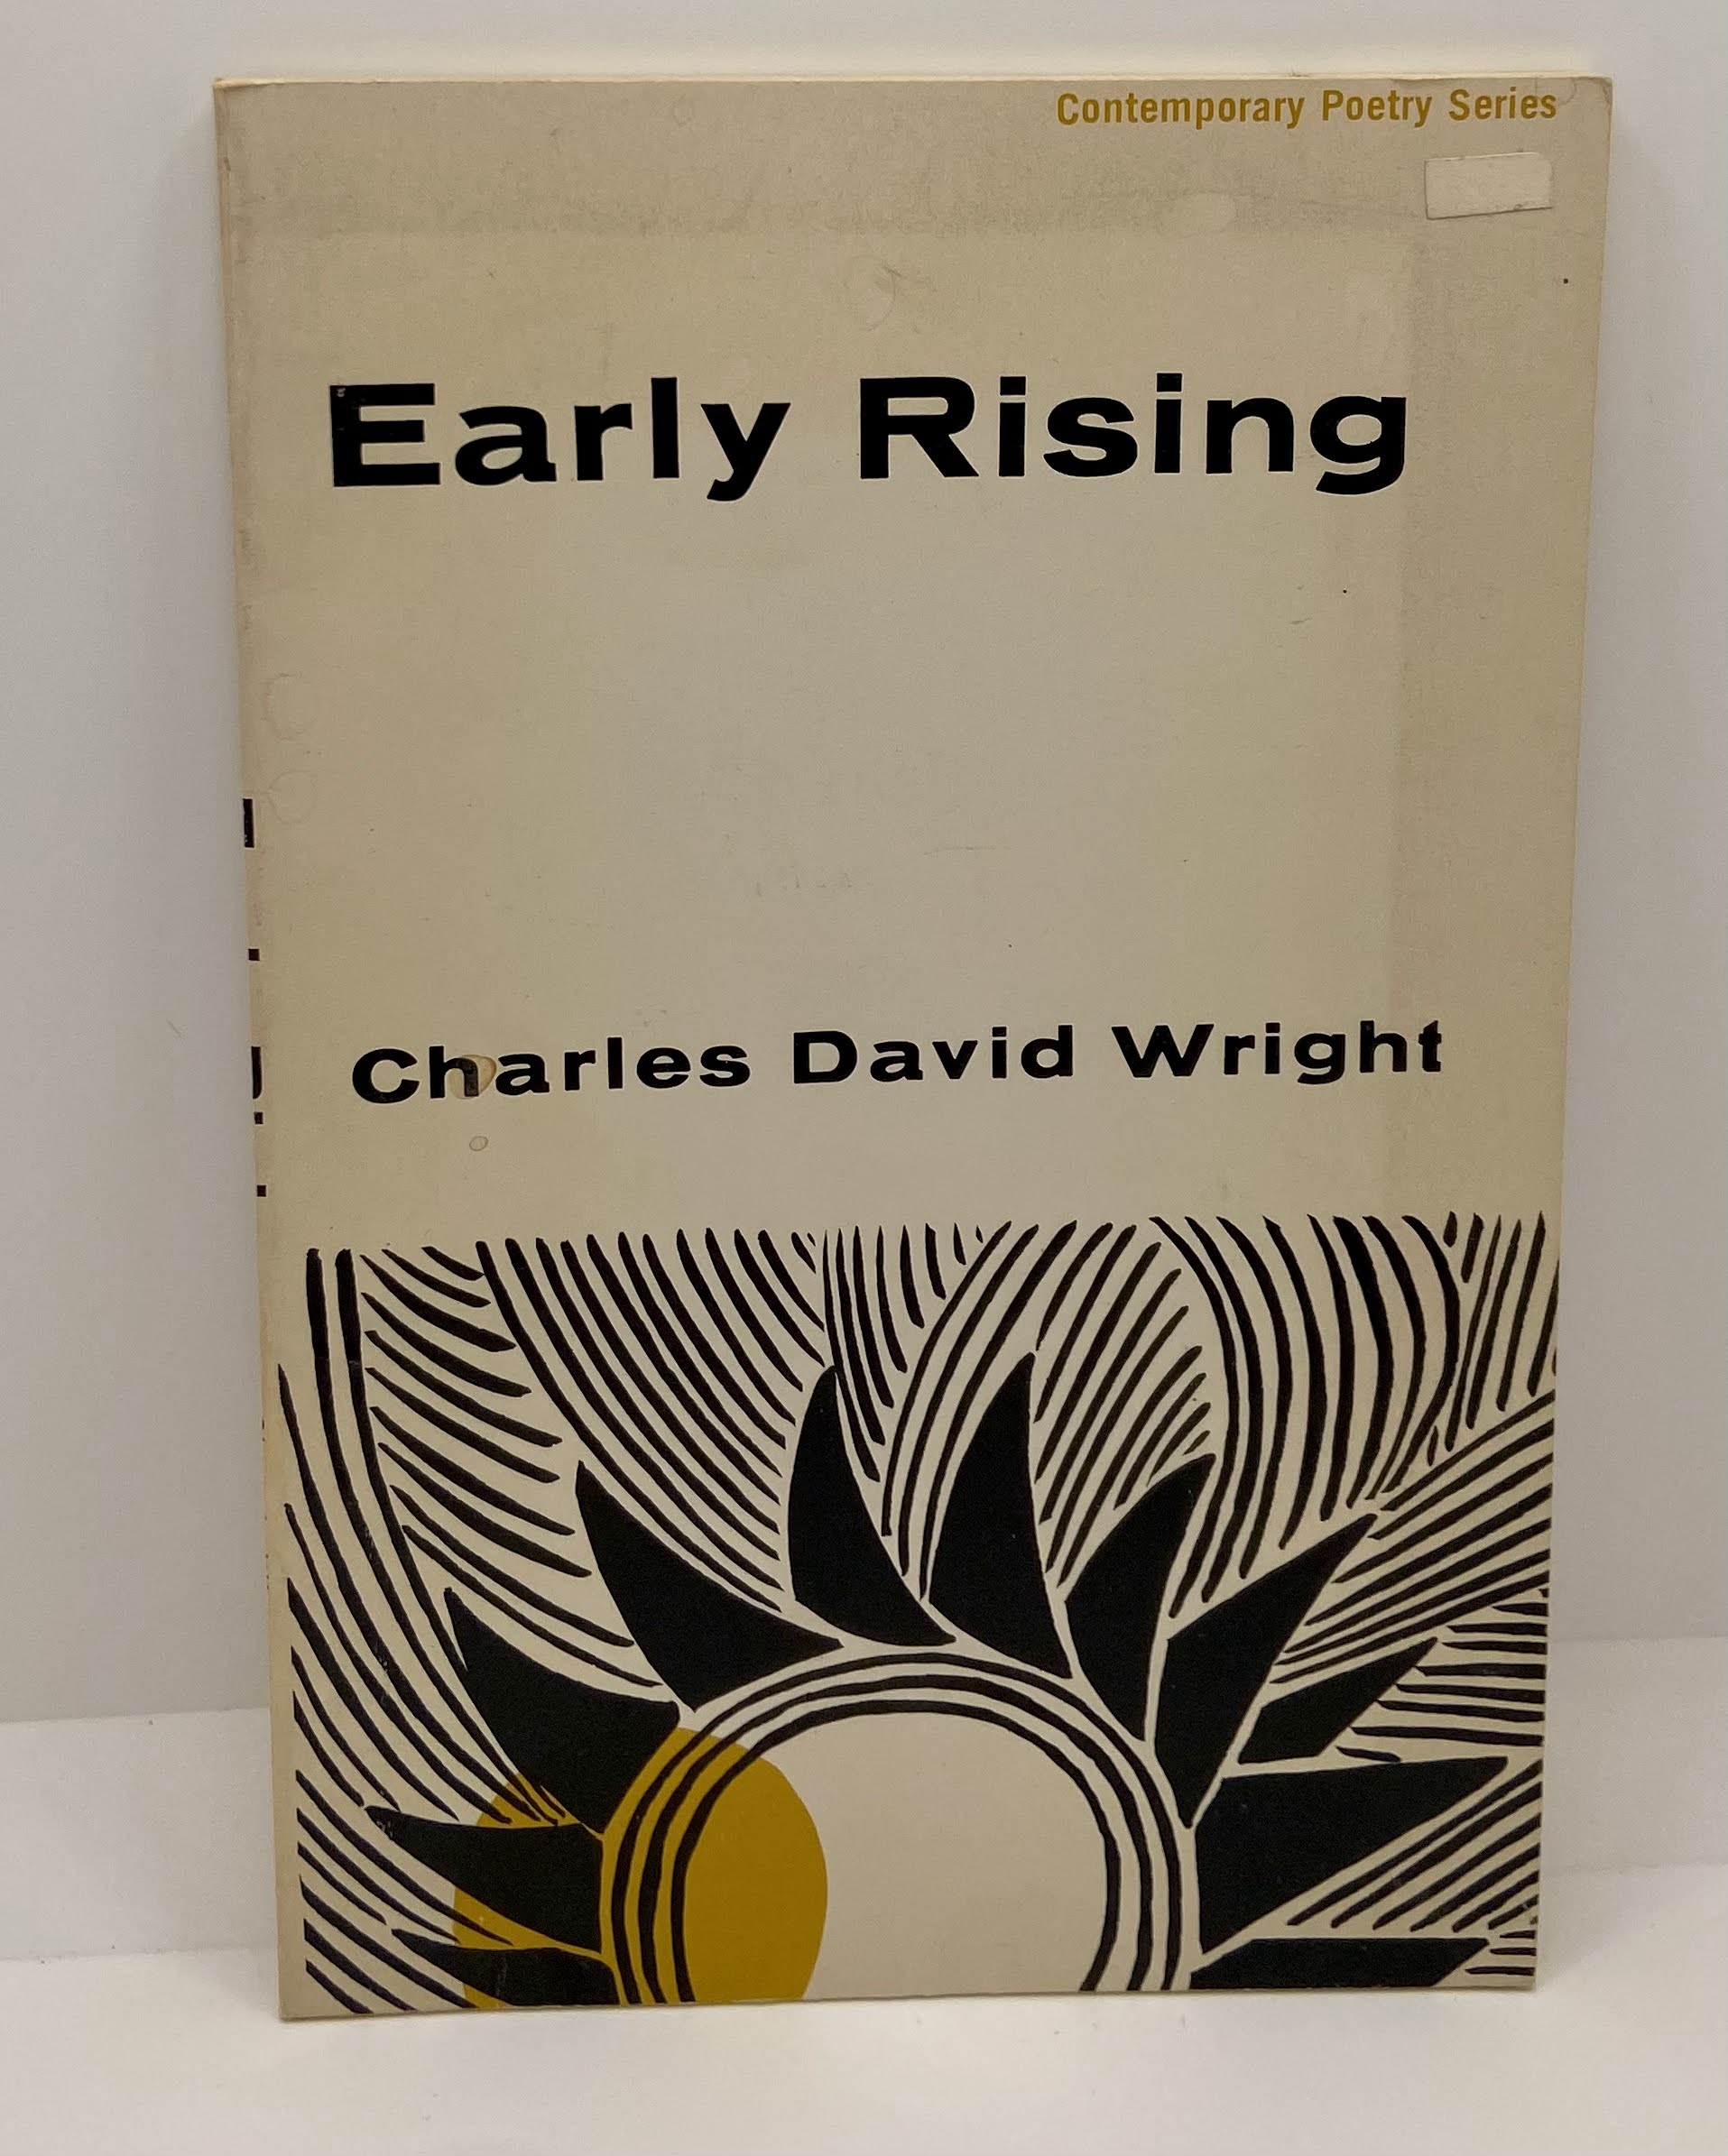 Contemporary Poetry Series
Early Rising
Charles David Wright